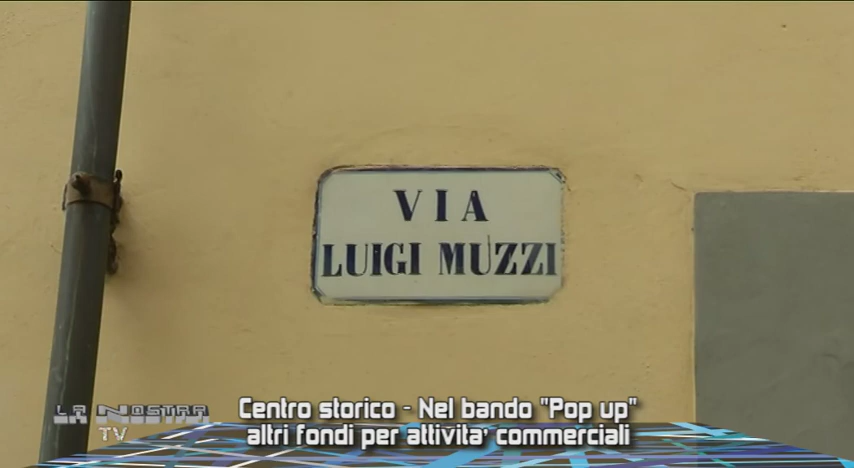 VIA
LUIGI MUZZI
LA NOSTRA
TV
Centro storico - Nel bando "Pop up"
altri fondi per attivita' commerciali